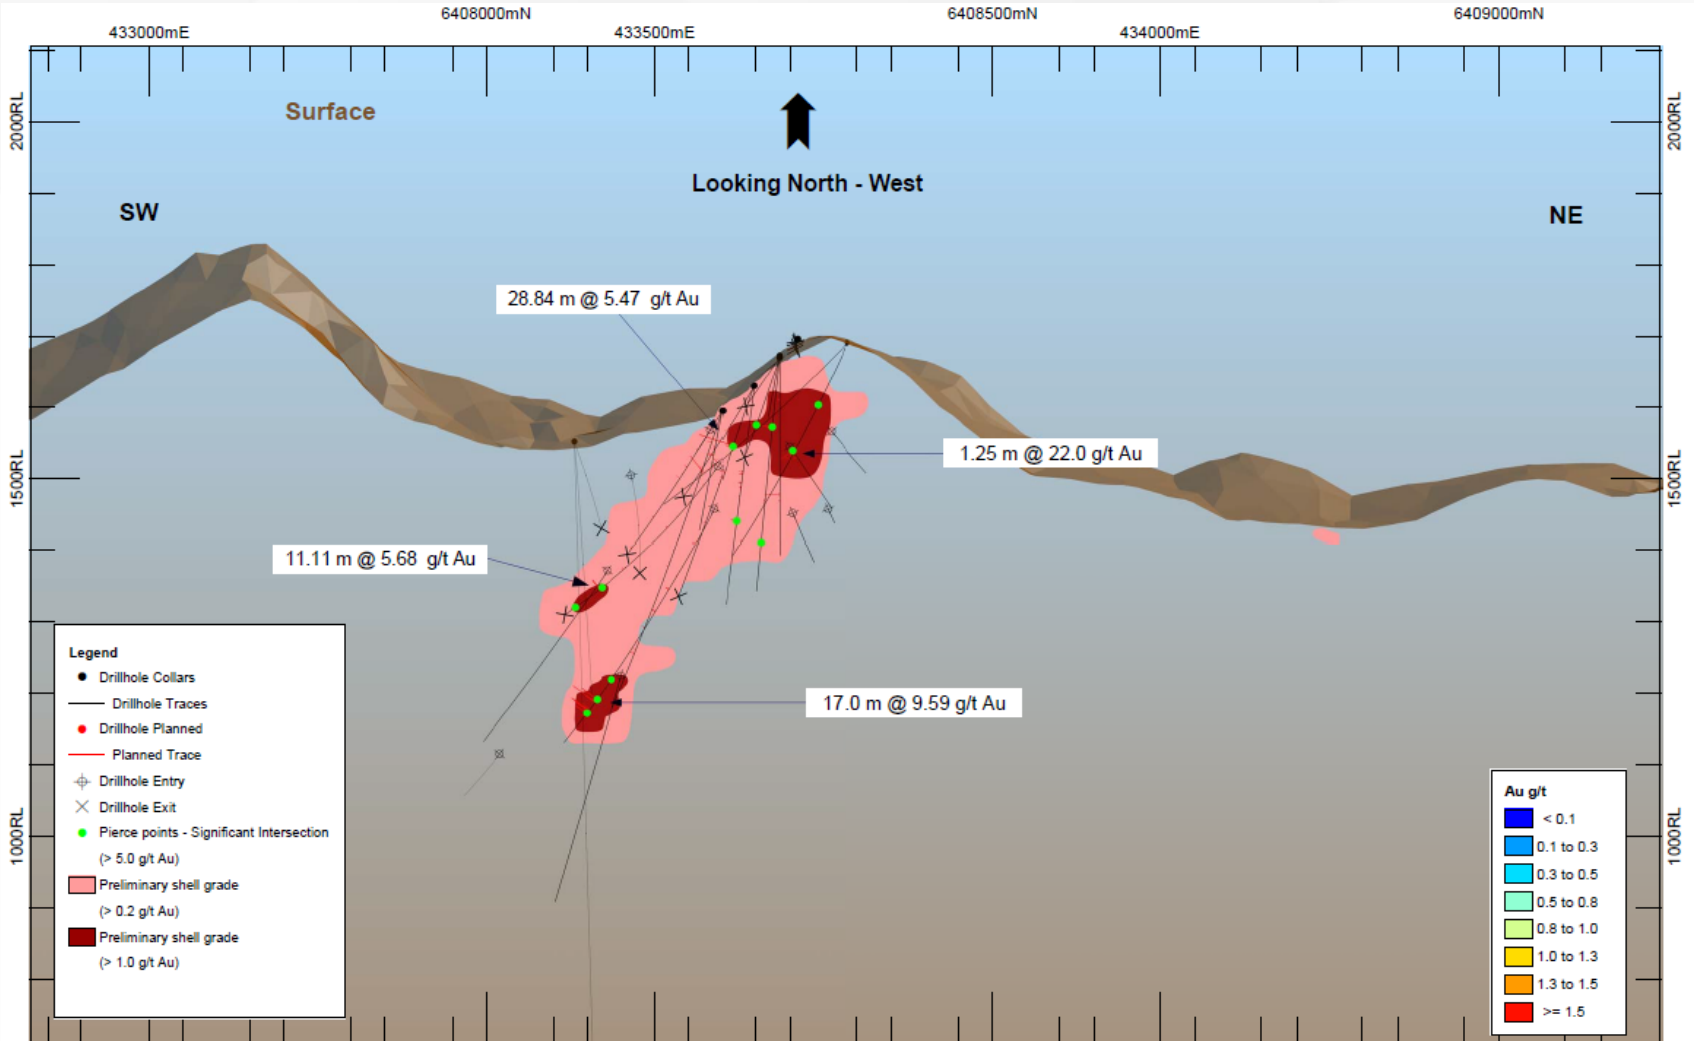 6408000mN
6408500mN
6409000mN
433000mE
433500mE
434000mE
2000RL
2000RL
Surface
Looking North - West
SW
NE
28.84 m @ 5.47 g/t Au
1.25 m @ 22.0 g/t Au
1500RL
1500RL
11.11 m @ 5.68 g/t Au
17.0 m @ 9.59 g/t Au
1000RL
1000RL
Legend
Drillhole Collars
Drillhole Traces
Drillhole Planned
Planned Trace
Drillhole Entry
Drillhole Exit
Pierce points - Significant Intersection
(> 5.0 g/t Au)
Preliminary shell grade
(> 0.2 g/t Au)
Preliminary shell grade
(> 1.0 g/t Au)
Au g/t
< 0.1
0.1 to 0.3
0.3 to 0.5
0.5 to 0.8
0.8 to 1.0
1.0 to 1.3
1.3 to 1.5
>= 1.5